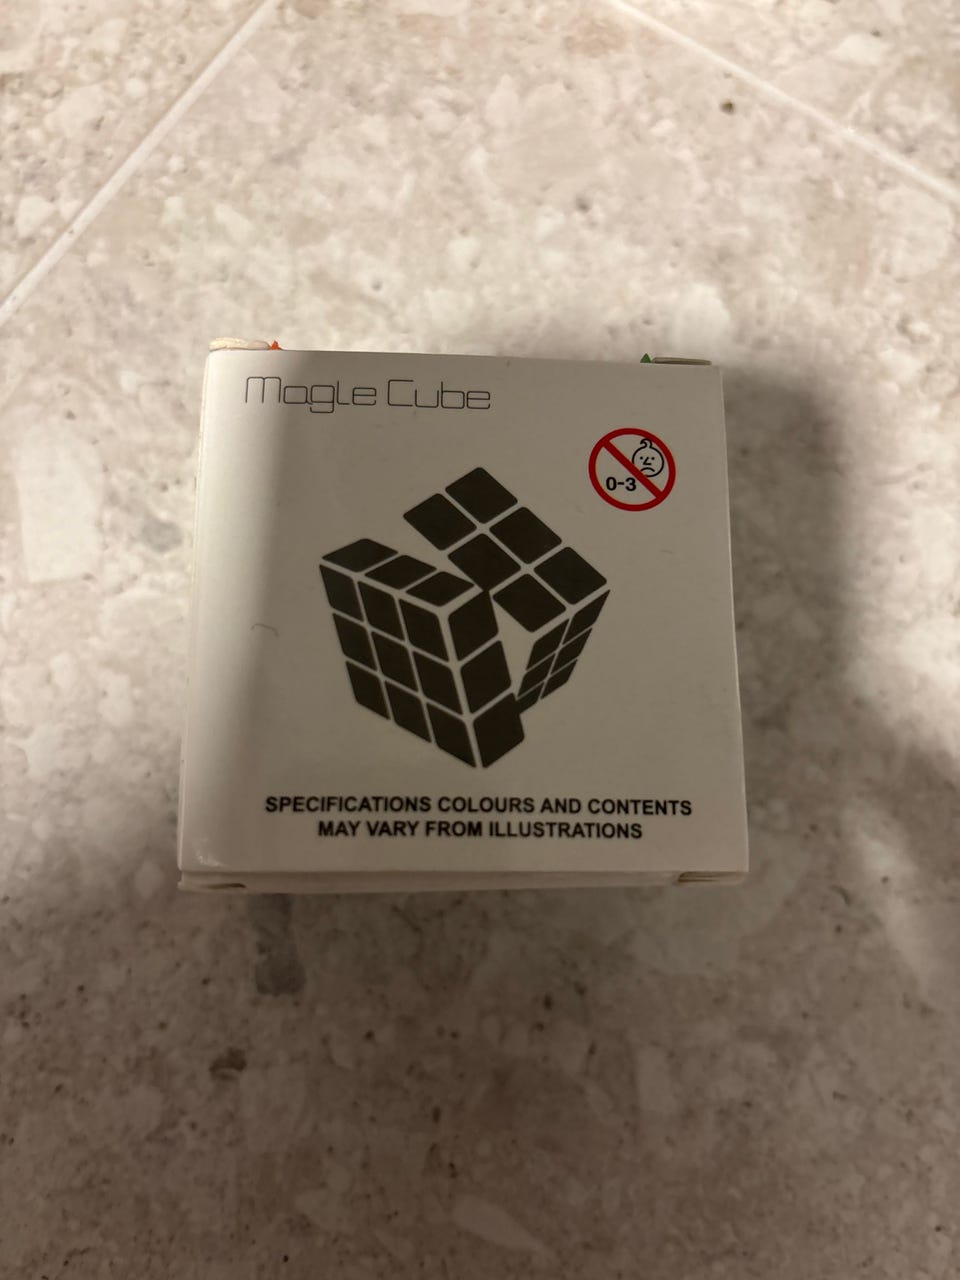 Magle Cube
0-3
SPECIFICATIONS COLOURS AND CONTENTS
MAY VARY FROM ILLUSTRATIONS